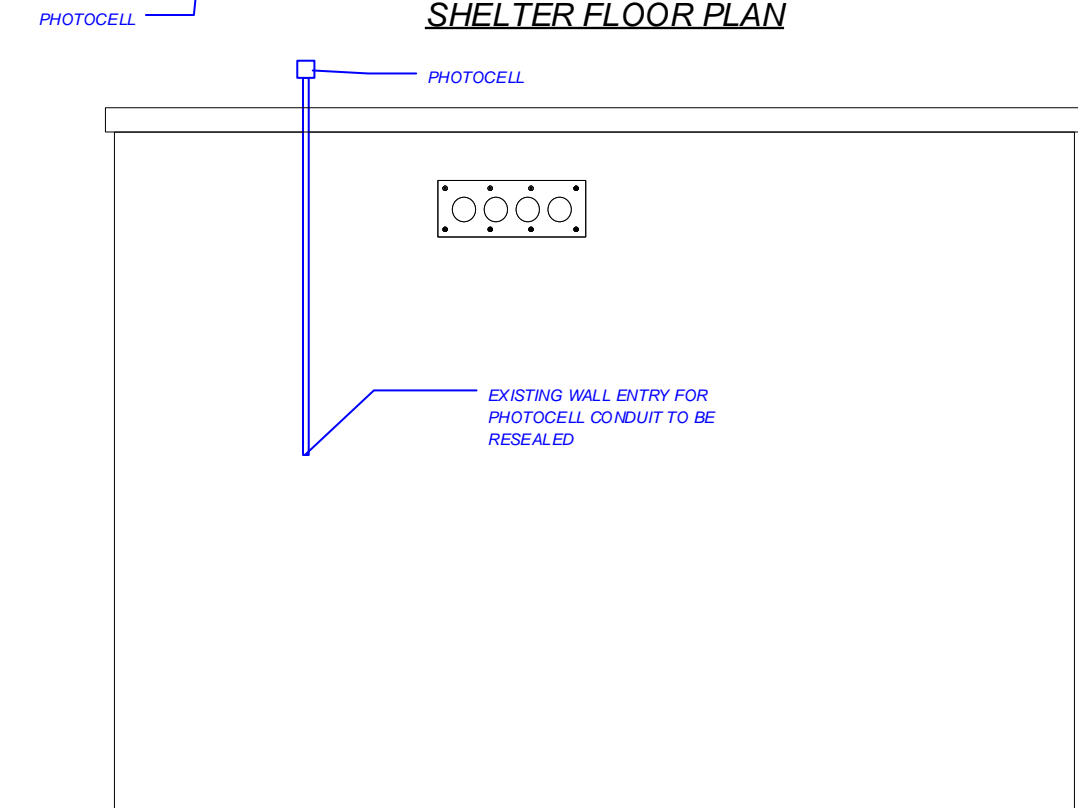 PHOTOCELL
SHELTER FLOOR PLAN
PHOTOCELL
EXISTING WALL ENTRY FOR
PHOTOCELL CONDUIT TO BE
RESEALED